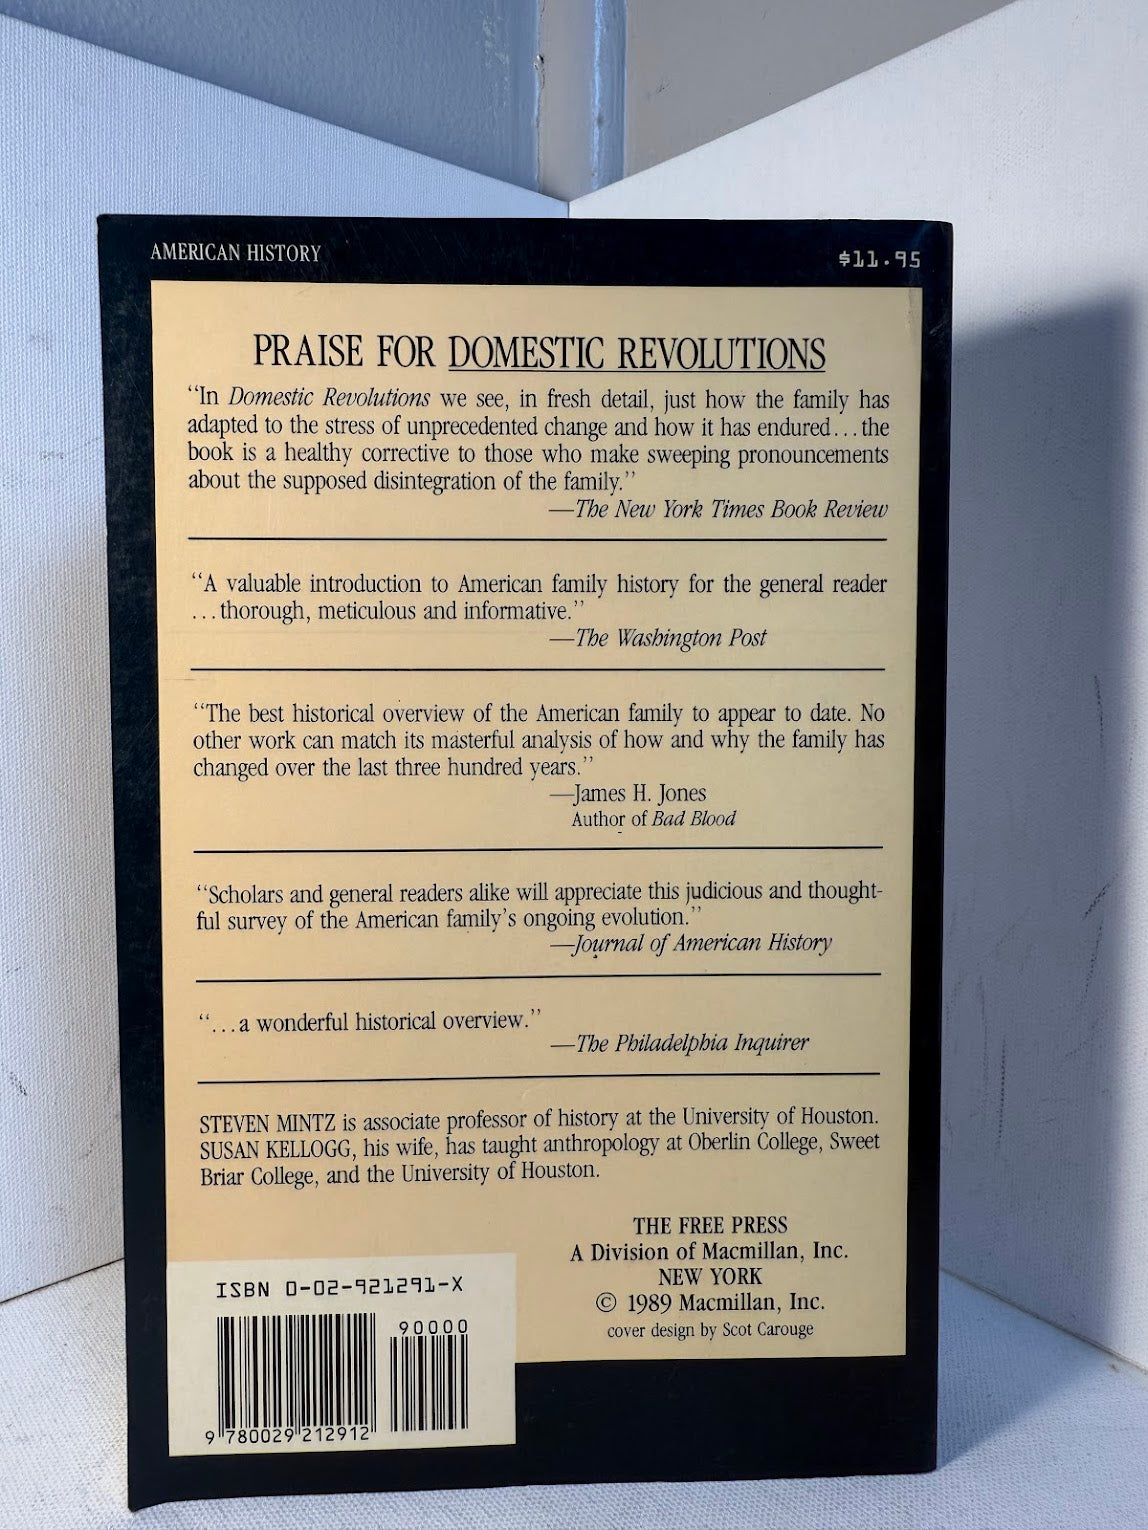 AMERICAN HISTORY
$11.95
PRAISE FOR DOMESTIC REVOLUTIONS
“In Domestic Revolutions we see, in fresh detail, just how the family has
adapted to the stress of unprecedented change and how it has endured...the
book is a healthy corrective to those who make sweeping pronouncements
about the supposed disintegration of the family.”
—The New York Times Book Review
“A valuable introduction to American family history for the general reader
...thorough, meticulous and informative.”
—The Washington Post
“The best historical overview of the American family to appear to date. No
other work can match its masterful analysis of how and why the family has
changed over the last three hundred years.”
—James H. Jones
Author of Bad Blood
“Scholars and general readers alike will appreciate this judicious and thought-
ful survey of the American family’s ongoing evolution.”
—Journal of American History
“...a wonderful historical overview.”
—The Philadelphia Inquirer
STEVEN MINTZ is associate professor of history at the University of Houston.
SUSAN KELLOGG, his wife, has taught anthropology at Oberlin College, Sweet
Briar College, and the University of Houston.
THE FREE PRESS
A Division of Macmillan, Inc.
NEW YORK
© 1989 Macmillan, Inc.
cover design by Scot Carouge
ISBN 0-02-921291-X
90000
9 780029 212912